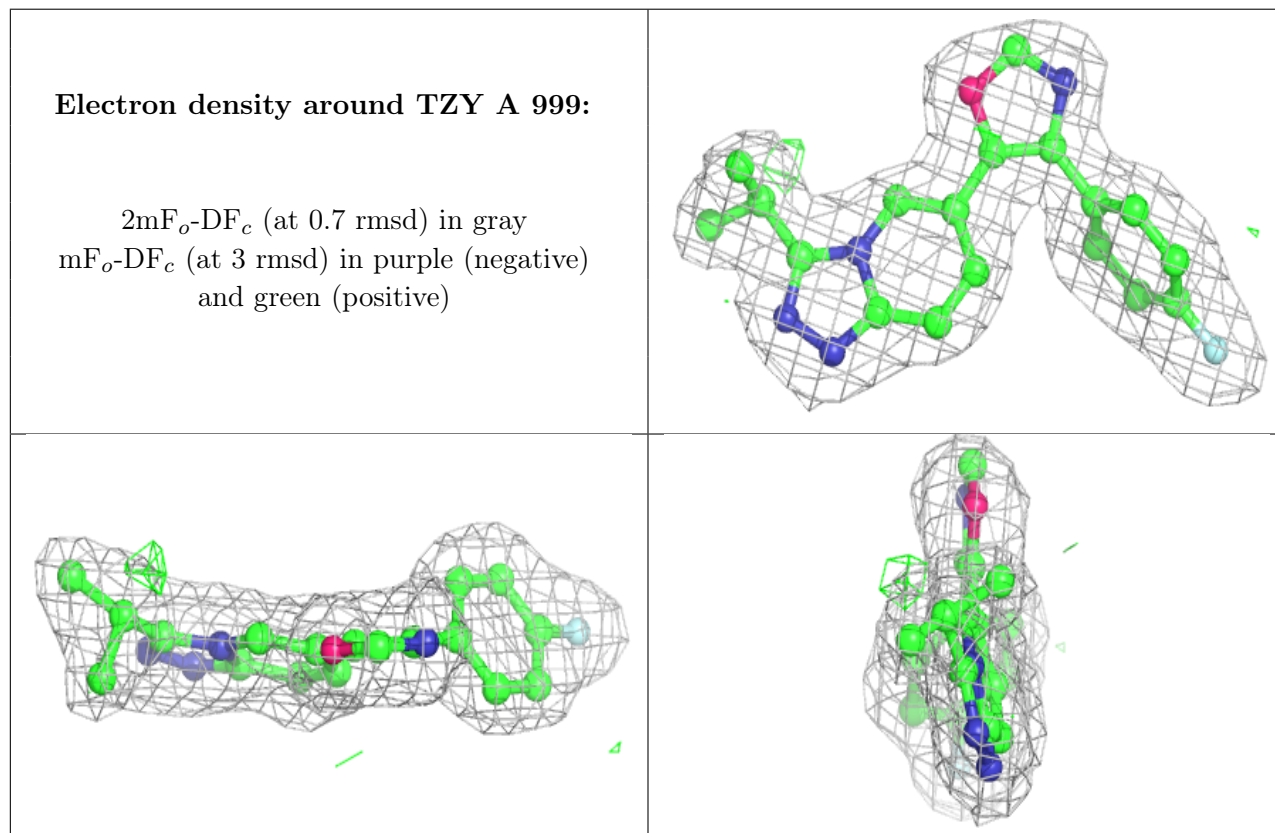 Electron density around TZY A 999:
2mFₒ-DF𝒸 (at 0.7 rmsd) in gray
mFₒ-DF𝒸 (at 3 rmsd) in purple (negative)
and green (positive)